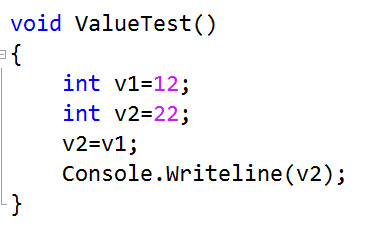 void ValueTest()
{
int v1=12;
int v2=22;
v2=v1;
Console.Writeline(v2);
}